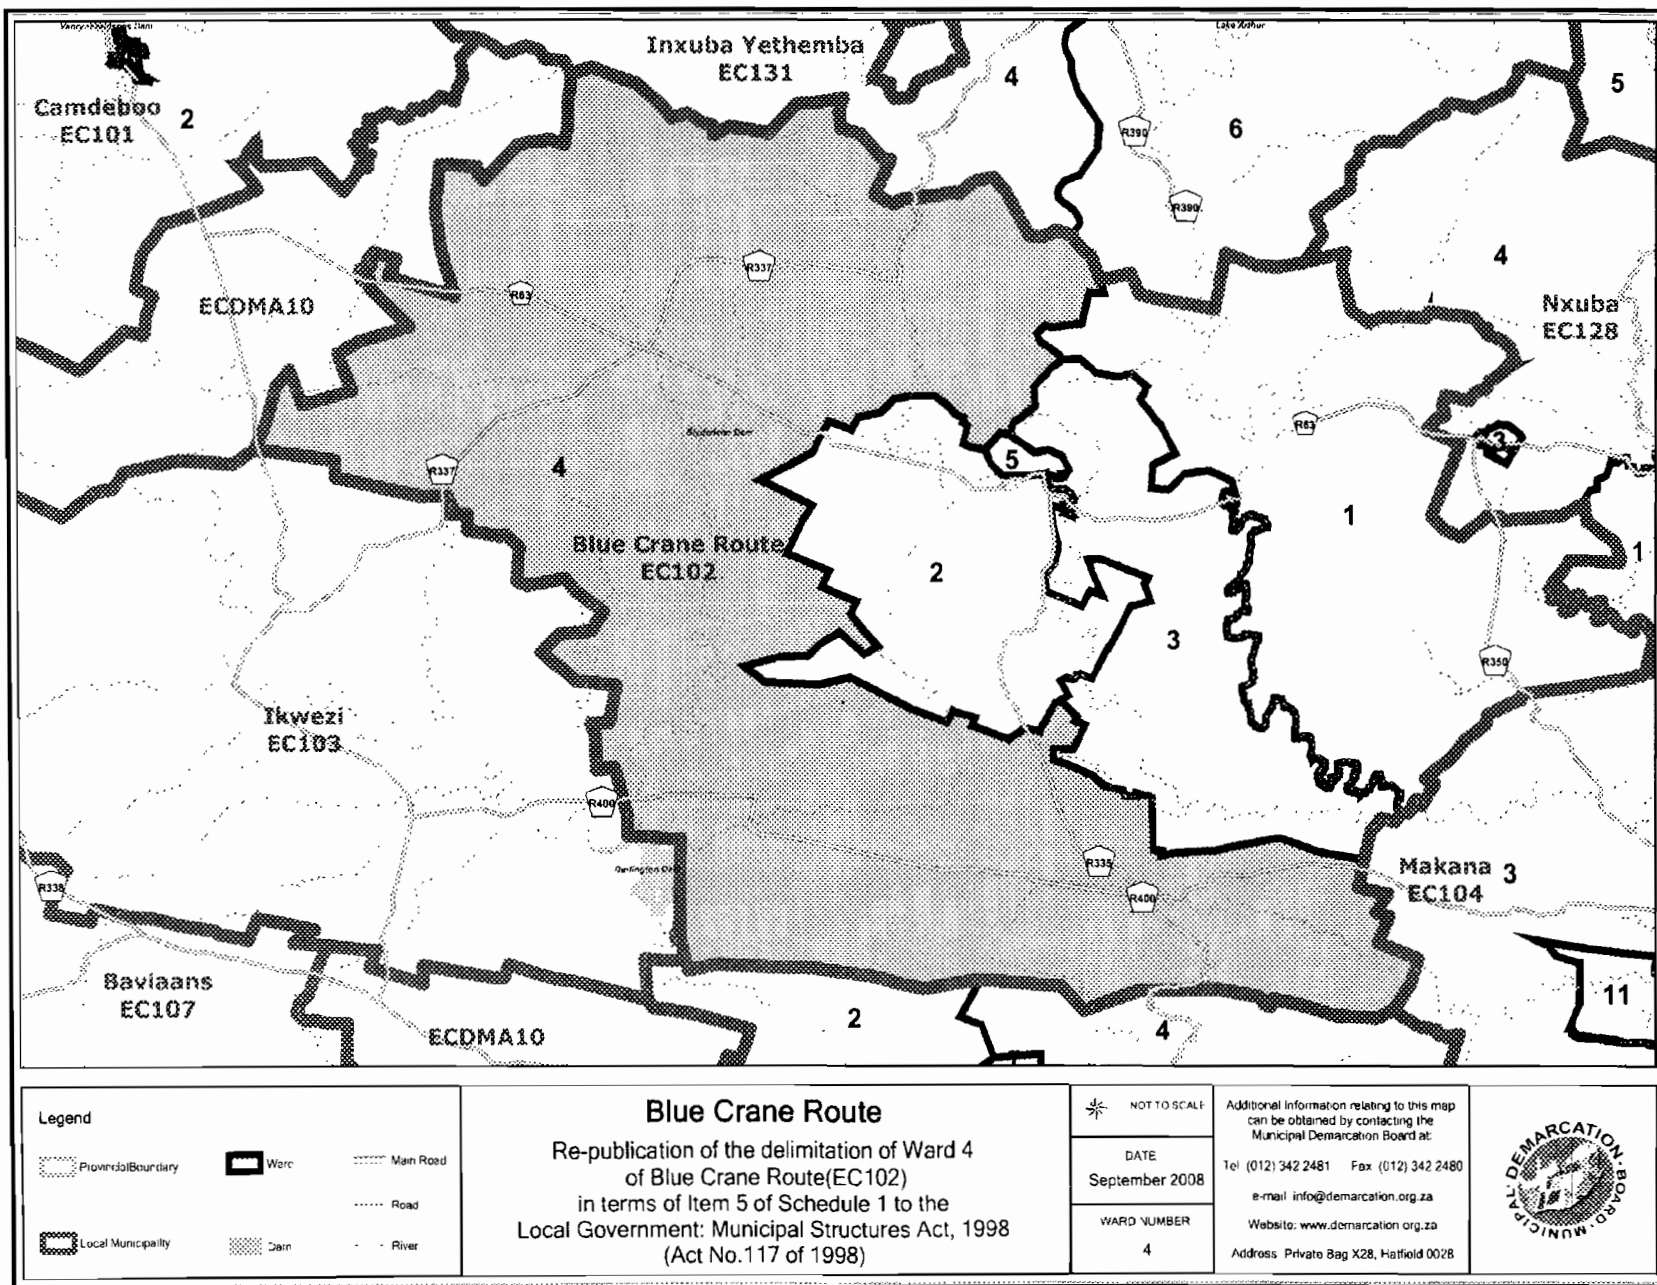 Lake Arthur
Inxuba Yethemba
EC131
4
5
Camdeboo
EC101
2
R390
6
R390
4
R337
R63
ECDMA10
Nxuba
EC128
R63
3
R337
4
5
1
1
Blue Crane Route
EC102
2
3
R350
Ikwezi
EC103
R400
Darlington Dam
R335
R400
Makana
EC104
3
R338
Baviaans
EC107
ECDMA10
2
4
11
Legend
Provincial Boundary
Ward
Main Road
Road
Local Municipality
Dam
River
Blue Crane Route
Re-publication of the delimitation of Ward 4
of Blue Crane Route(EC102)
in terms of Item 5 of Schedule 1 to the
Local Government: Municipal Structures Act, 1998
(Act No.117 of 1998)
NOT TO SCALE
DATE
September 2008
WARD NUMBER
4
Additional Information relating to this map
can be obtained by contacting the
Municipal Demarcation Board at:
Tel (012) 342 2481 Fax (012) 342 2480
e-mail info@demarcation.org.za
Website: www.demarcation org.za
Address Private Bag X28, Hatfield 0028
MUNICIPAL DEMARCATION BOARD